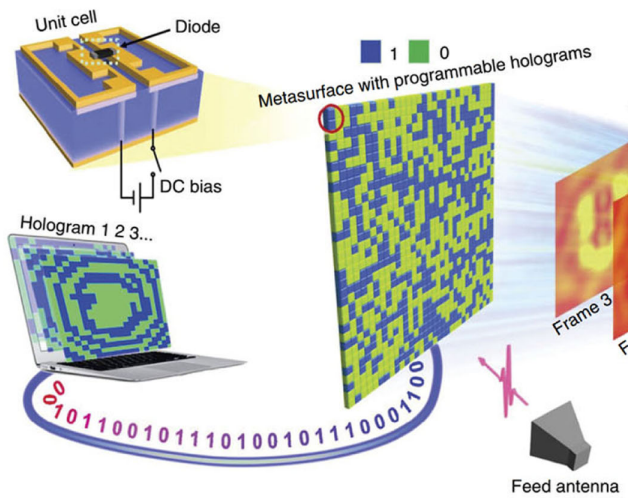 Unit cell
Diode
1 0
Metasurface with programmable holograms
DC bias
Hologram 1 2 3...
Frame 3
Feed antenna